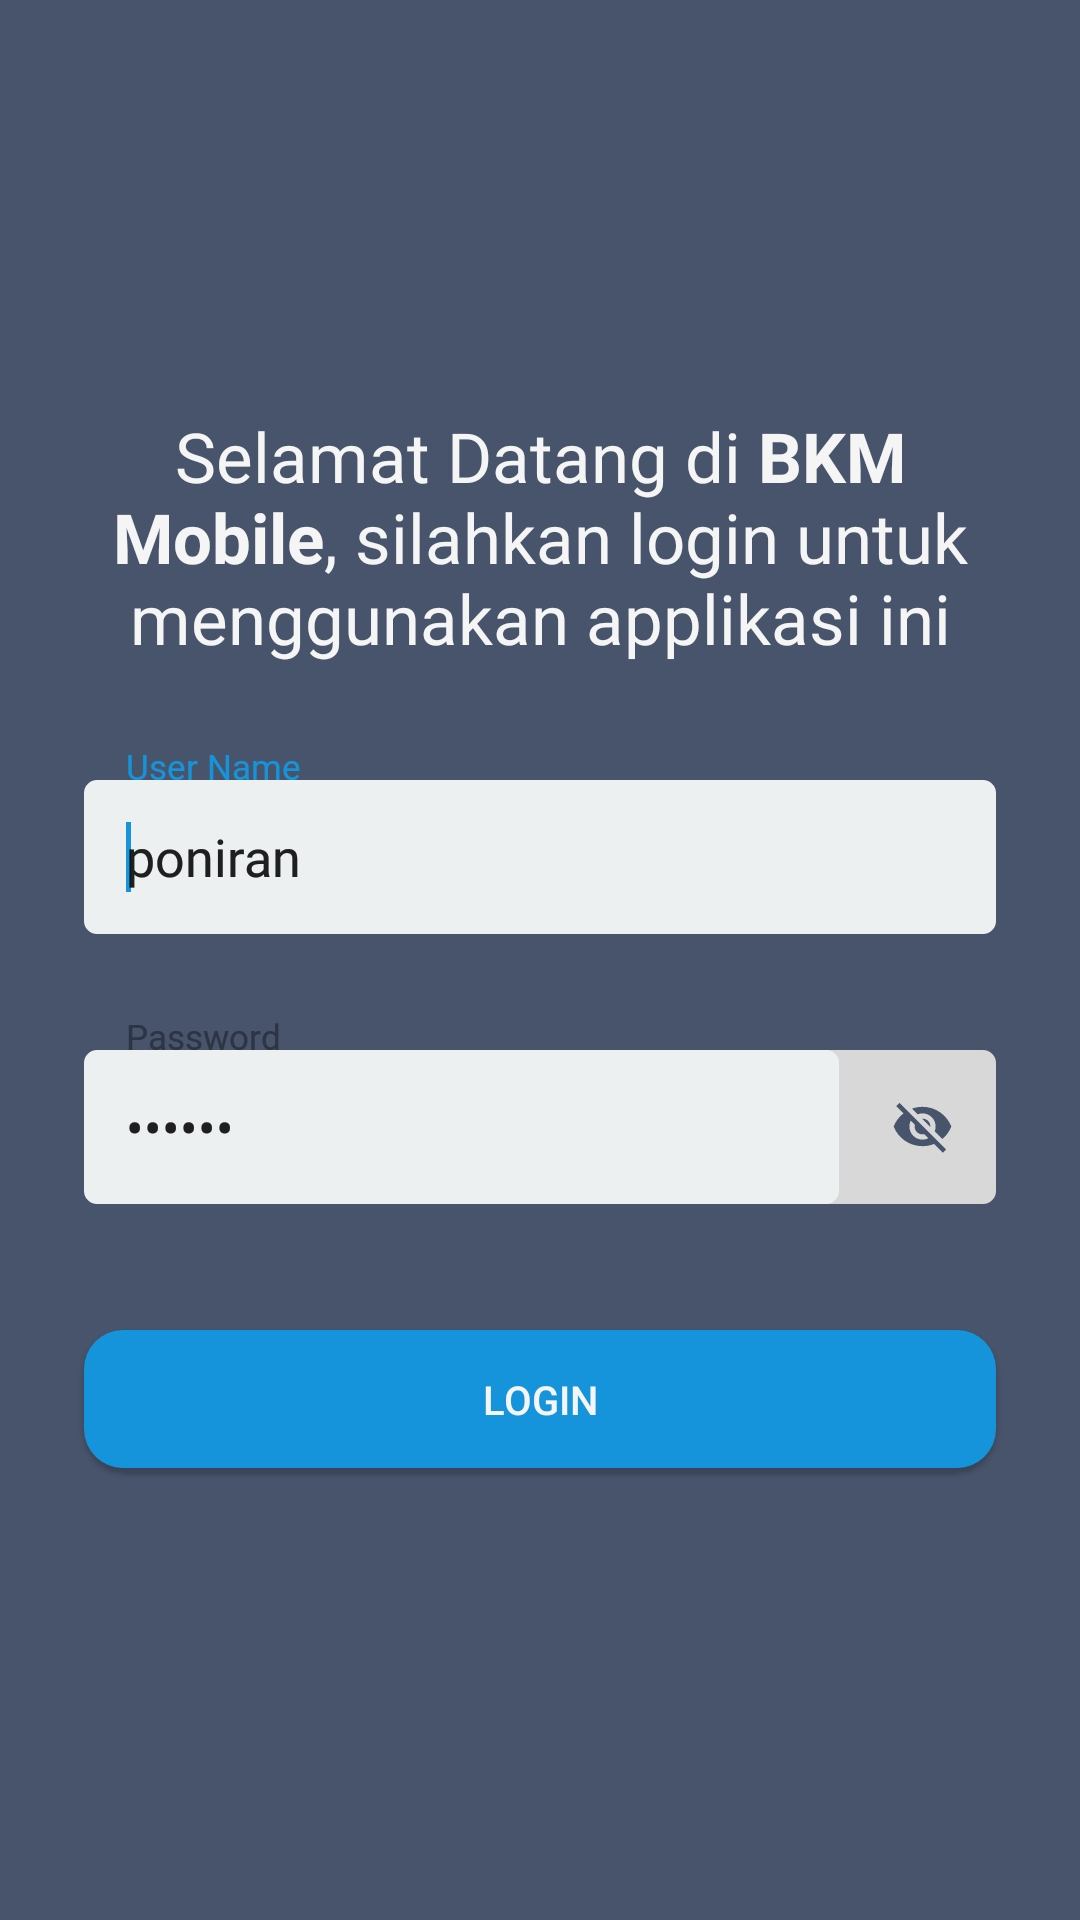 Selamat Datang di BKM
Mobile, silahkan login untuk
menggunakan applikasi ini
User Name
poniran
Password
••••••
LOGIN